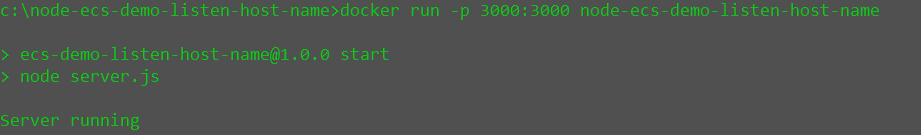 c:\node-ecs-demo-listen-host-name>docker run -p 3000:3000 node-ecs-demo-listen-host-name
> ecs-demo-listen-host-name@1.0.0 start
> node server.js
Server running